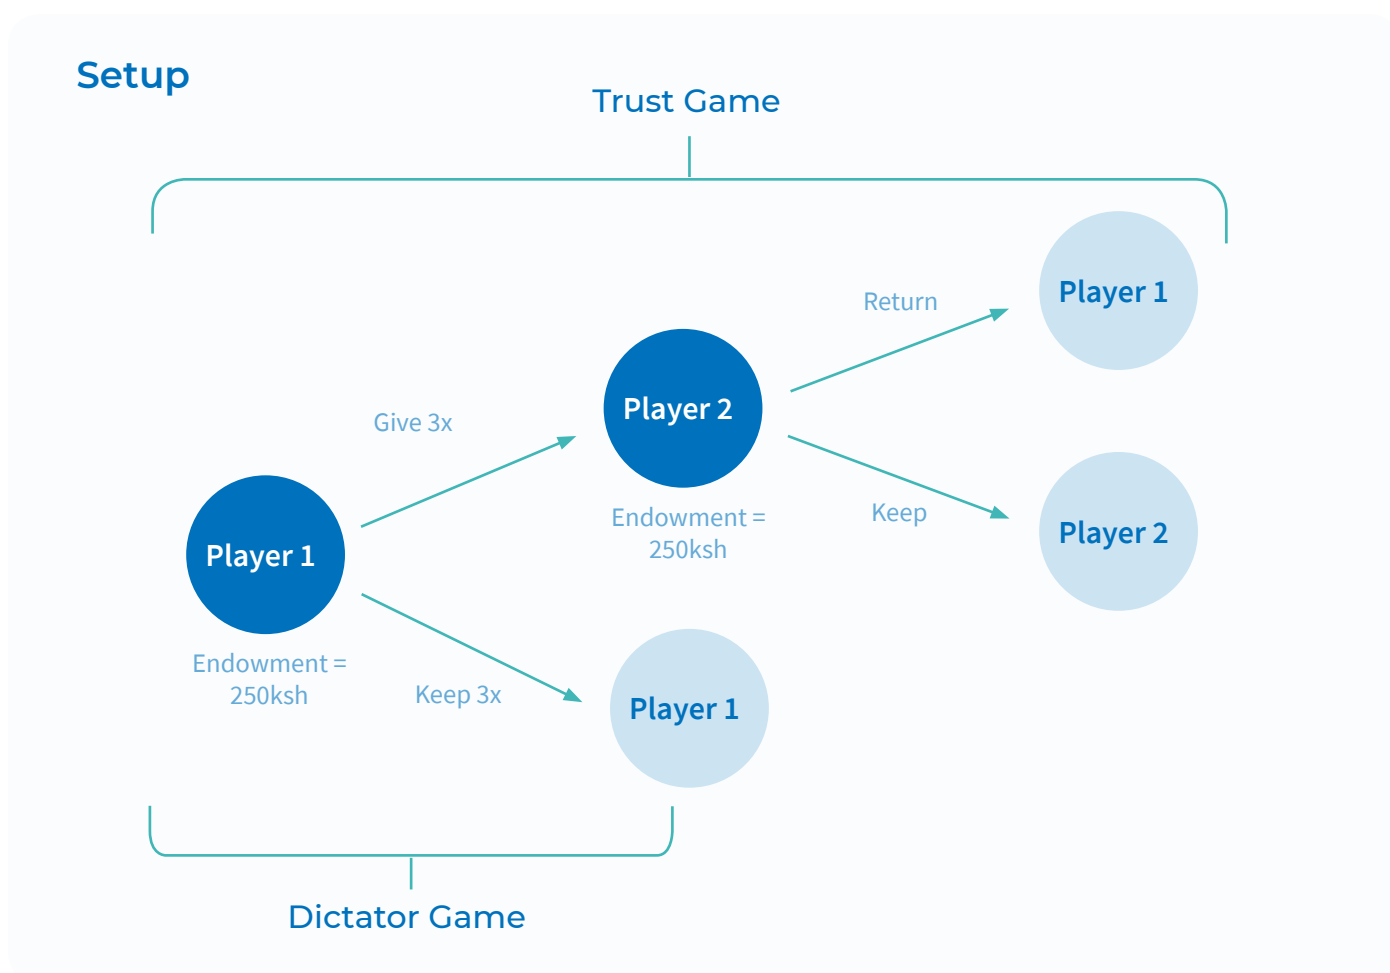 Setup
Trust Game
Player 1
Return
Player 2
Give 3x
Endowment =
250ksh
Keep
Player 2
Player 1
Endowment =
250ksh
Keep 3x
Player 1
Dictator Game